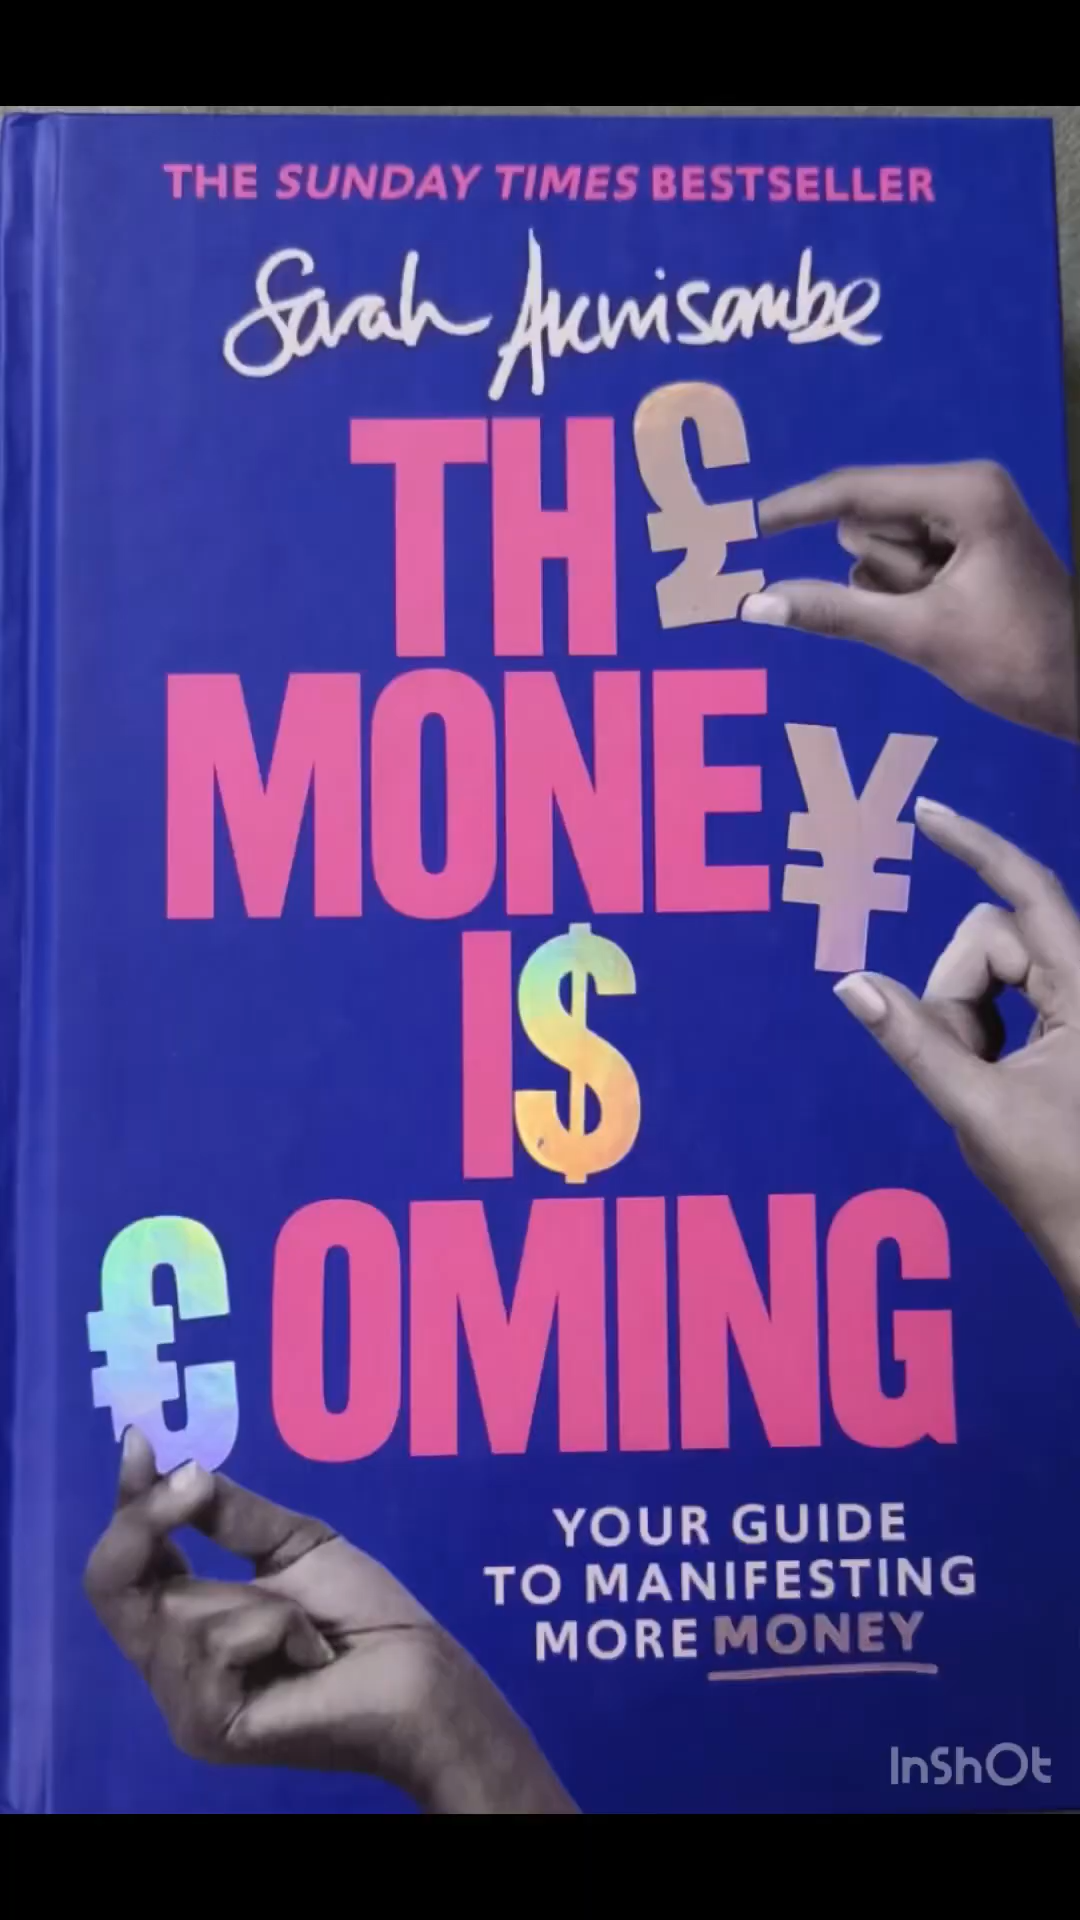 THE SUNDAY TIMES BESTSELLER
Sarah Akwisombe
TH£
MONE¥
I$
€OMING
YOUR GUIDE
TO MANIFESTING
MORE MONEY
InShOt